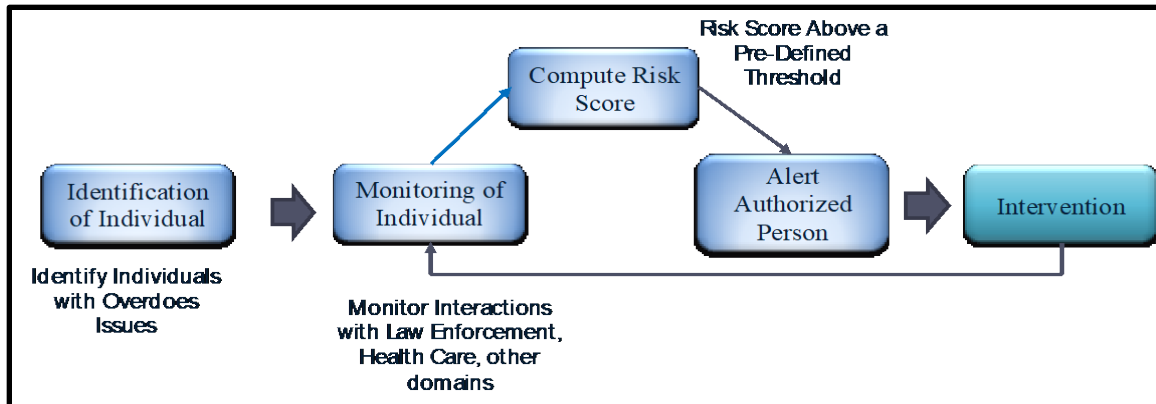 Risk Score Above a
Pre-Defined
Threshold
Compute Risk
Score
Identification
of Individual
Monitoring of
Individual
Alert
Authorized
Person
Intervention
Identify Individuals
with Overdoes
Issues
Monitor Interactions
with Law Enforcement,
Health Care, other
domains